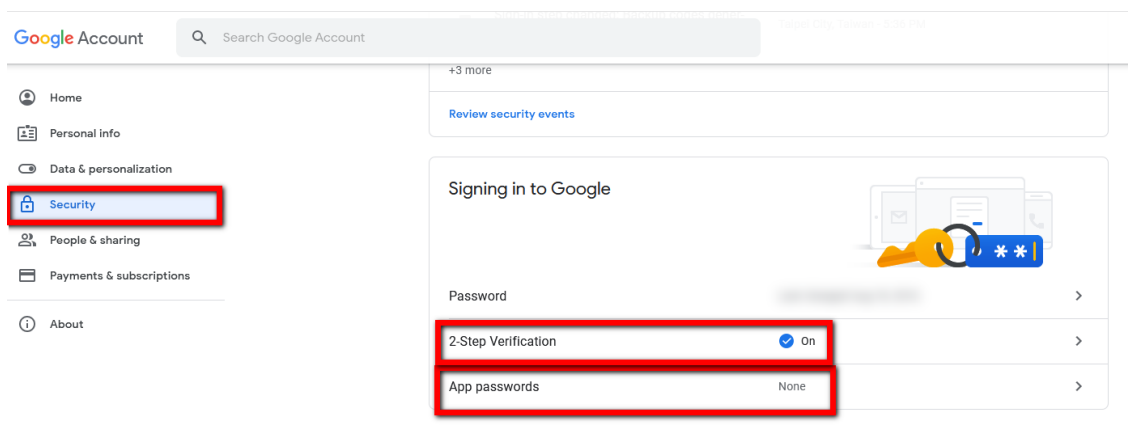 Google Account
Search Google Account
+3 more
Review security events
Home
Personal info
Data & personalization
Security
People & sharing
Payments & subscriptions
About
Signing in to Google
**|
Password
2-Step Verification On
App passwords None